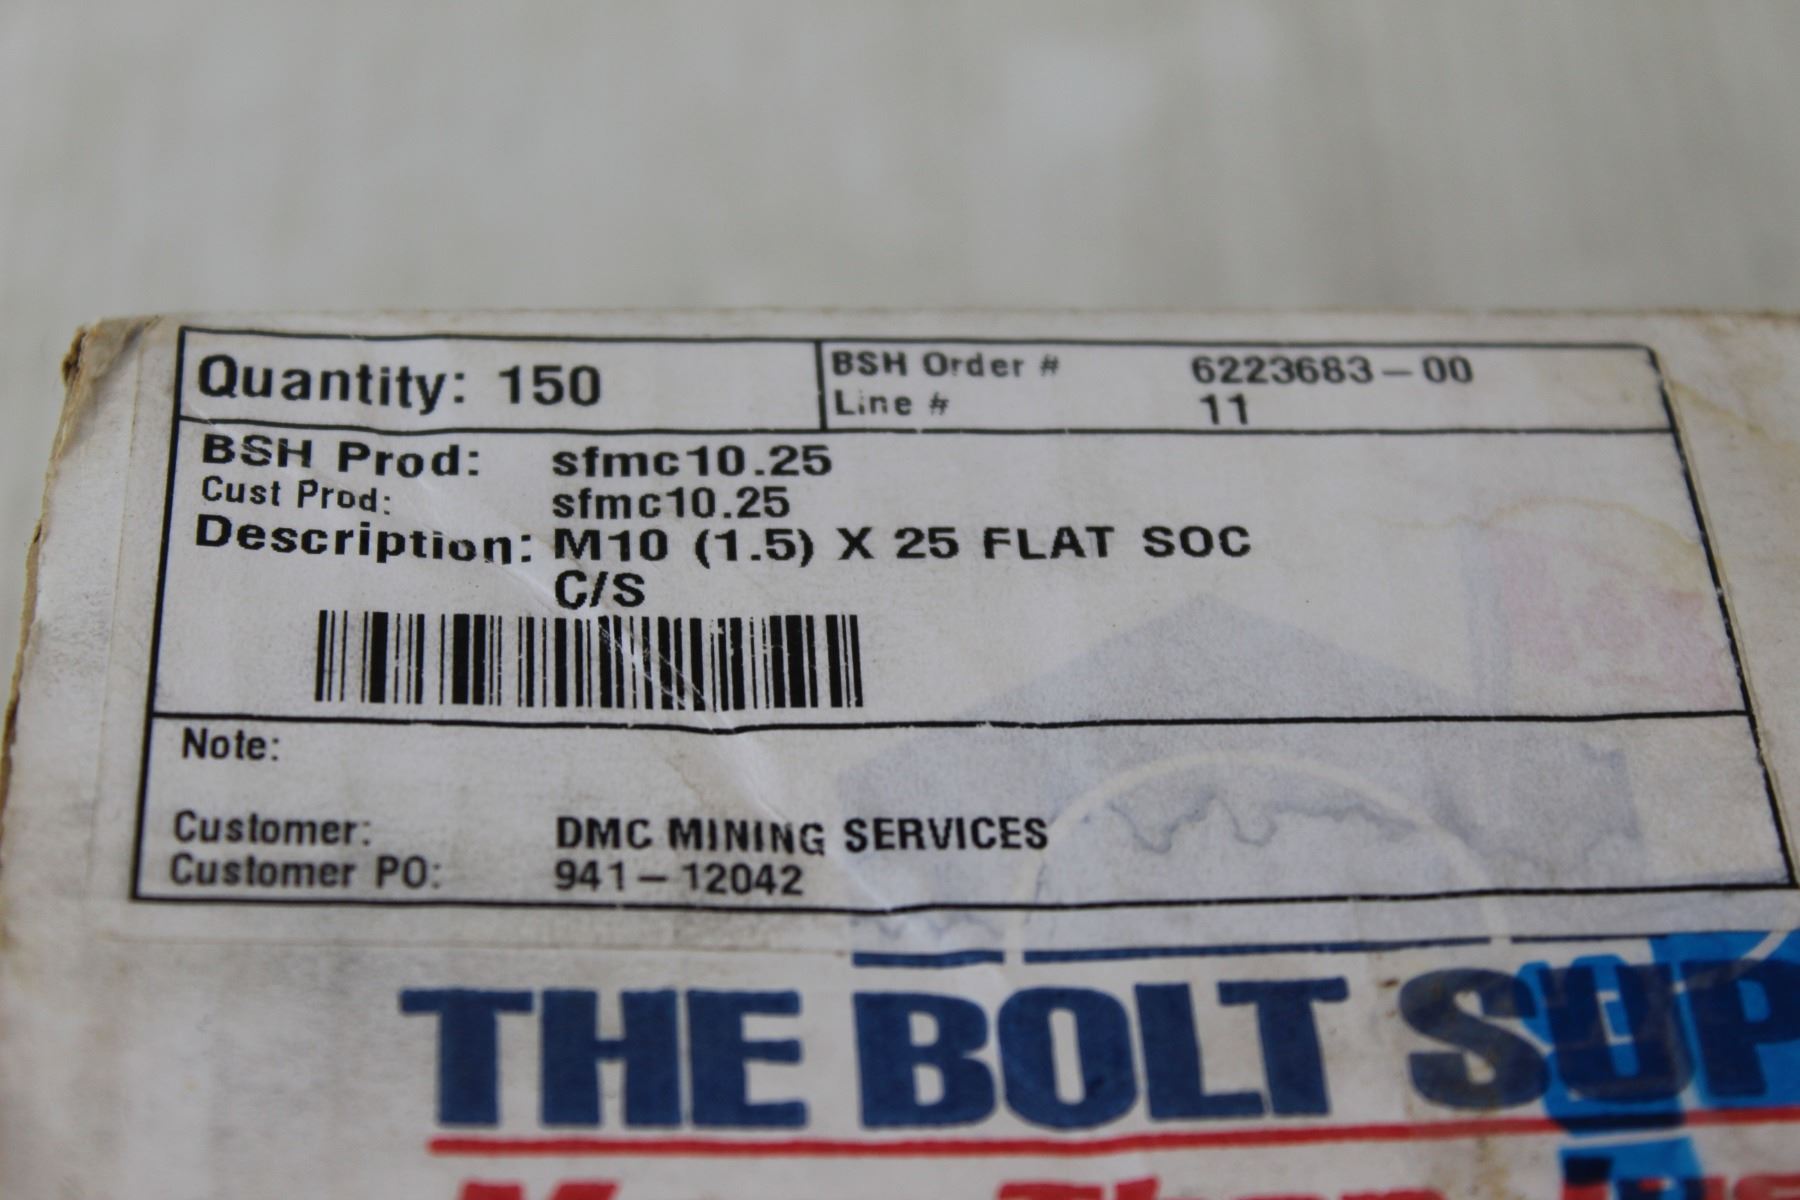 Quantity: 150
BSH Order # 6223683-00
Line # 11
BSH Prod: sfmc10.25
Cust Prod: sfmc10.25
Description: M10 (1.5) X 25 FLAT SOC
C/S
Note:
Customer: DMC MINING SERVICES
Customer PO: 941-12042
THE BOLT SUP